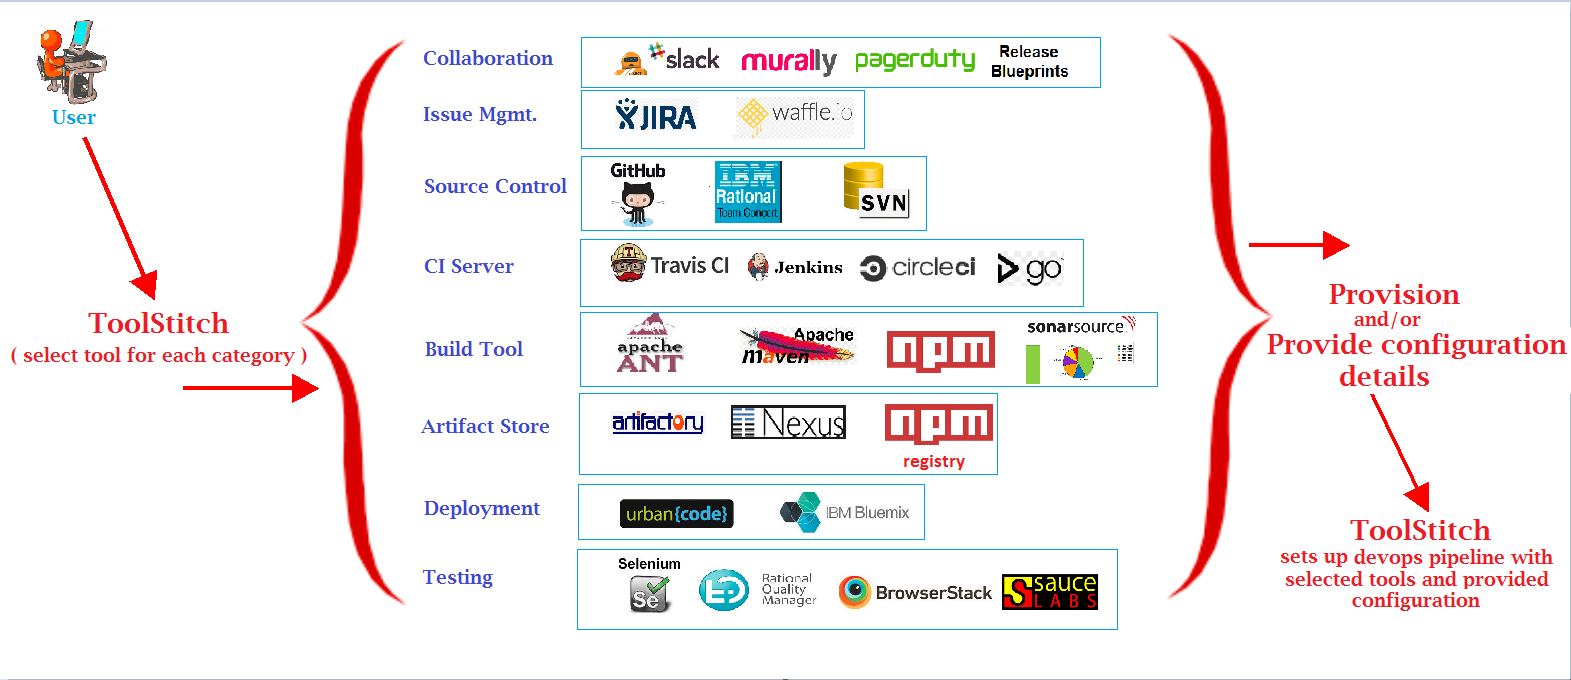 User
ToolStitch
( select tool for each category )
Collaboration
slack
murally
pagerduty
Release
Blueprints
Issue Mgmt.
JIRA
waffle.io
Source Control
GitHub
IBM
Rational
Team Concert
SVN
CI Server
Travis CI
Jenkins
circleci
go
Build Tool
apache
ANT
Apache
maven
npm
sonarsource
Artifact Store
artifactory
Nexus
npm
registry
Deployment
urban{code}
IBM Bluemix
Testing
Selenium
Se
Rational
Quality
Manager
BrowserStack
S
sauce
LABS
Provision
and/or
Provide configuration
details
ToolStitch
sets up devops pipeline with
selected tools and provided
configuration